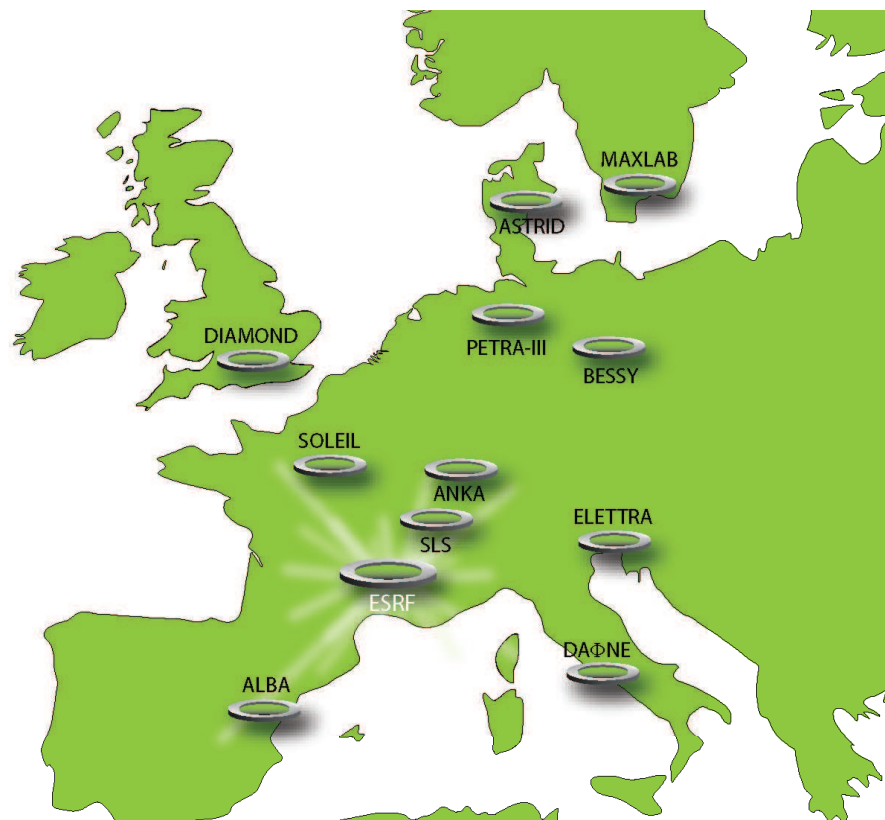 MAXLAB
ASTRID
DIAMOND
PETRA-III
BESSY
SOLEIL
ANKA
ELETTRA
SLS
ESRF
DAΦNE
ALBA